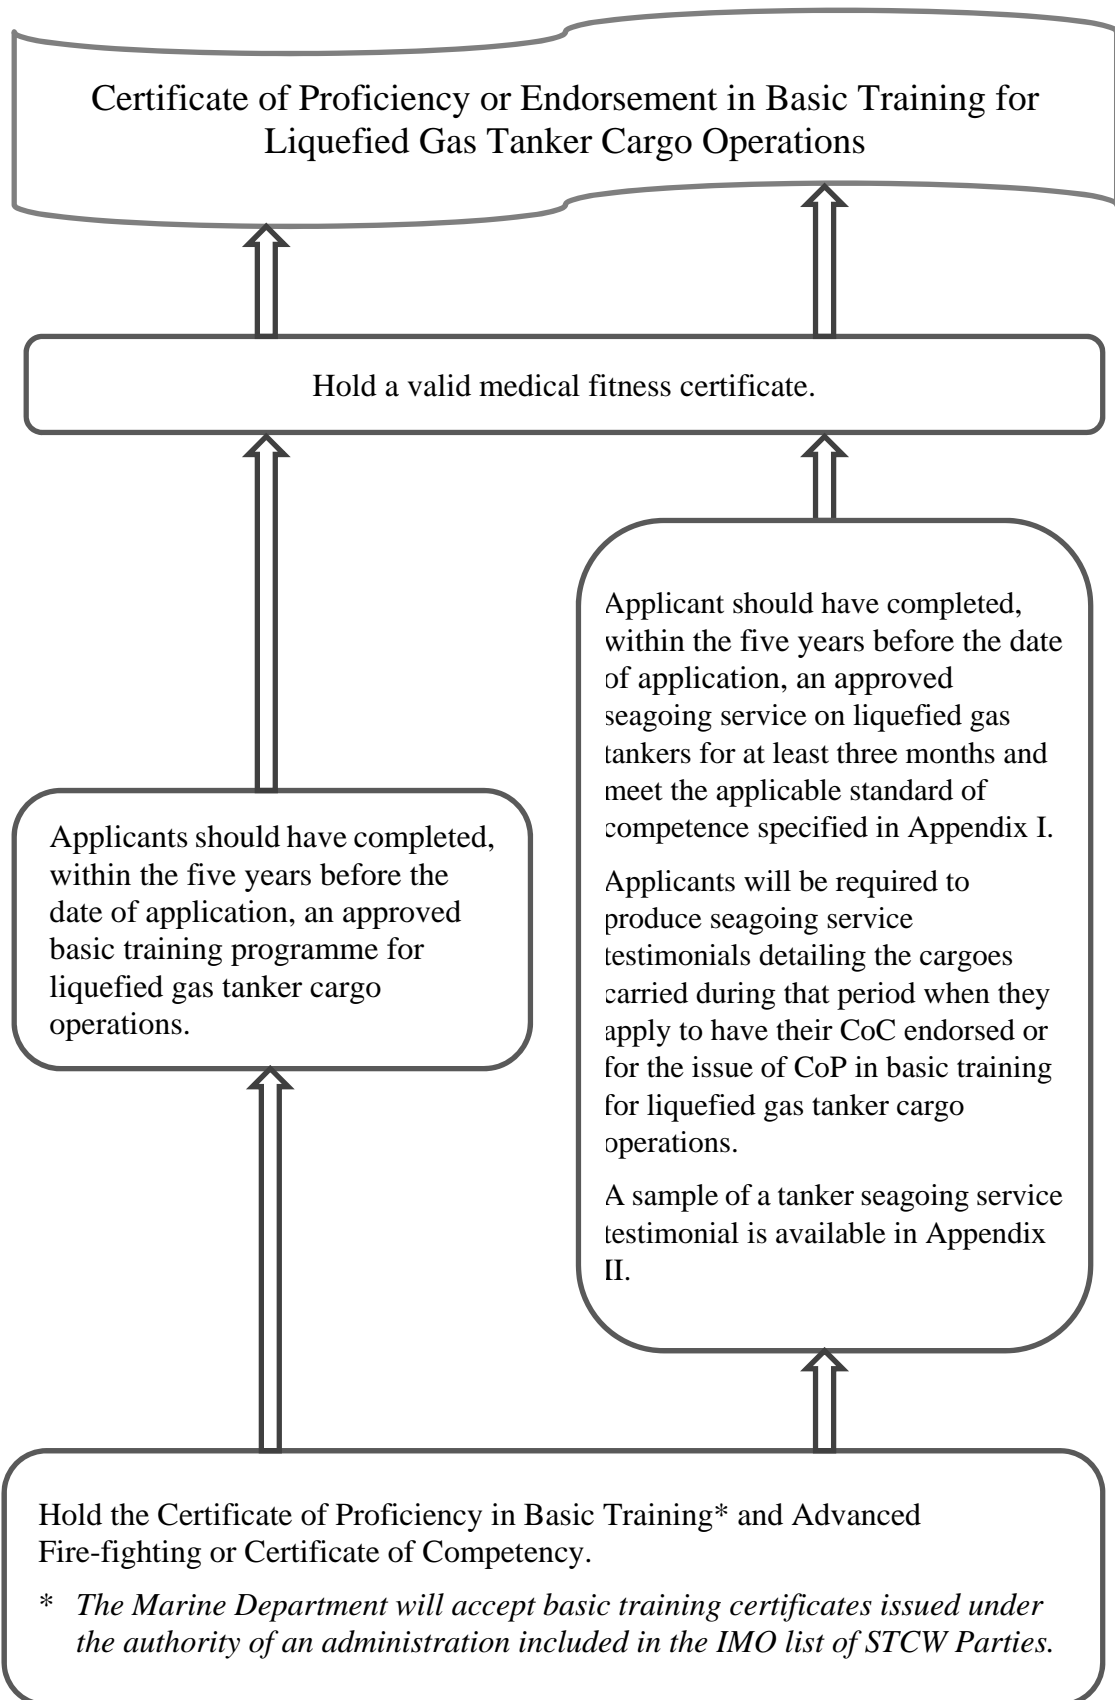 Certificate of Proficiency or Endorsement in Basic Training for
Liquefied Gas Tanker Cargo Operations
Hold a valid medical fitness certificate.
Applicants should have completed,
within the five years before the
date of application, an approved
basic training programme for
liquefied gas tanker cargo
operations.
Applicant should have completed,
within the five years before the date
of application, an approved
seagoing service on liquefied gas
tankers for at least three months and
meet the applicable standard of
competence specified in Appendix I.
Applicants will be required to
produce seagoing service
testimonials detailing the cargoes
carried during that period when they
apply to have their CoC endorsed or
for the issue of CoP in basic training
for liquefied gas tanker cargo
operations.
A sample of a tanker seagoing service
testimonial is available in Appendix
II.
Hold the Certificate of Proficiency in Basic Training* and Advanced
Fire-fighting or Certificate of Competency.
* The Marine Department will accept basic training certificates issued under
the authority of an administration included in the IMO list of STCW Parties.